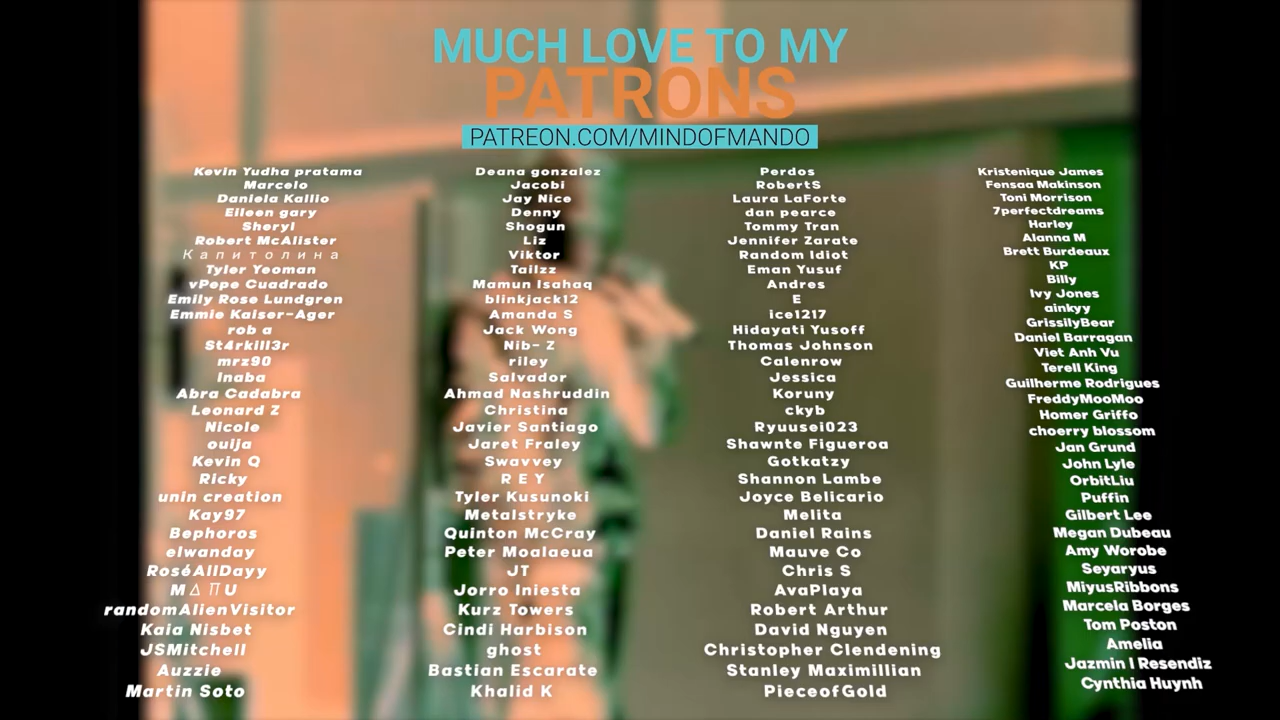 MUCH LOVE TO MY
PATRONS
PATREON.COM/MINDOFMANDO
Kevin Yudha pratama
Marcelo
Daniela Kallio
Eileen gary
Sheryl
Robert McAlister
Капитолина
Tyler Yeoman
vPepe Cuadrado
Emily Rose Lundgren
Emmie Kaiser-Ager
rob a
St4rkill3r
mrz90
Inaba
Abra Cadabra
Leonard Z
Nicole
ouija
Kevin Q
Ricky
unin creation
Kay97
Bephoros
elwanday
RoséAllDayy
M∆ΠU
randomAlienVisitor
Kaia Nisbet
JSMitchell
Auzzie
Martin Soto
Deana gonzalez
Jacobi
Jay Nice
Denny
Shogun
Liz
Viktor
Tailzz
Mamun Isahaq
blinkjack12
Amanda S
Jack Wong
Nib- Z
riley
Salvador
Ahmad Nashruddin
Christina
Javier Santiago
Jaret Fraley
Swavvey
R E Y
Tyler Kusunoki
Metalstryke
Quinton McCray
Peter Moalaeua
JT
Jorro Iniesta
Kurz Towers
Cindi Harbison
ghost
Bastian Escarate
Khalid K
Perdos
RobertS
Laura LaForte
dan pearce
Tommy Tran
Jennifer Zarate
Random Idiot
Eman Yusuf
Andres
E
ice1217
Hidayati Yusoff
Thomas Johnson
Calenrow
Jessica
Koruny
ckyb
Ryuusei023
Shawnte Figueroa
Gotkatzy
Shannon Lambe
Joyce Belicario
Melita
Daniel Rains
Mauve Co
Chris S
AvaPlaya
Robert Arthur
David Nguyen
Christopher Clendening
Stanley Maximillian
PieceofGold
Kristenique James
Fensaa Makinson
Toni Morrison
7perfectdreams
Harley
Alanna M
Brett Burdeaux
KP
Billy
Ivy Jones
ainkyy
GrissilyBear
Daniel Barragan
Viet Anh Vu
Terell King
Guilherme Rodrigues
FreddyMooMoo
Homer Griffo
choerry blossom
Jan Grund
John Lyle
OrbitLiu
Puffin
Gilbert Lee
Megan Dubeau
Amy Worobe
Seyaryus
MiyusRibbons
Marcela Borges
Tom Poston
Amelia
Jazmin I Resendiz
Cynthia Huynh